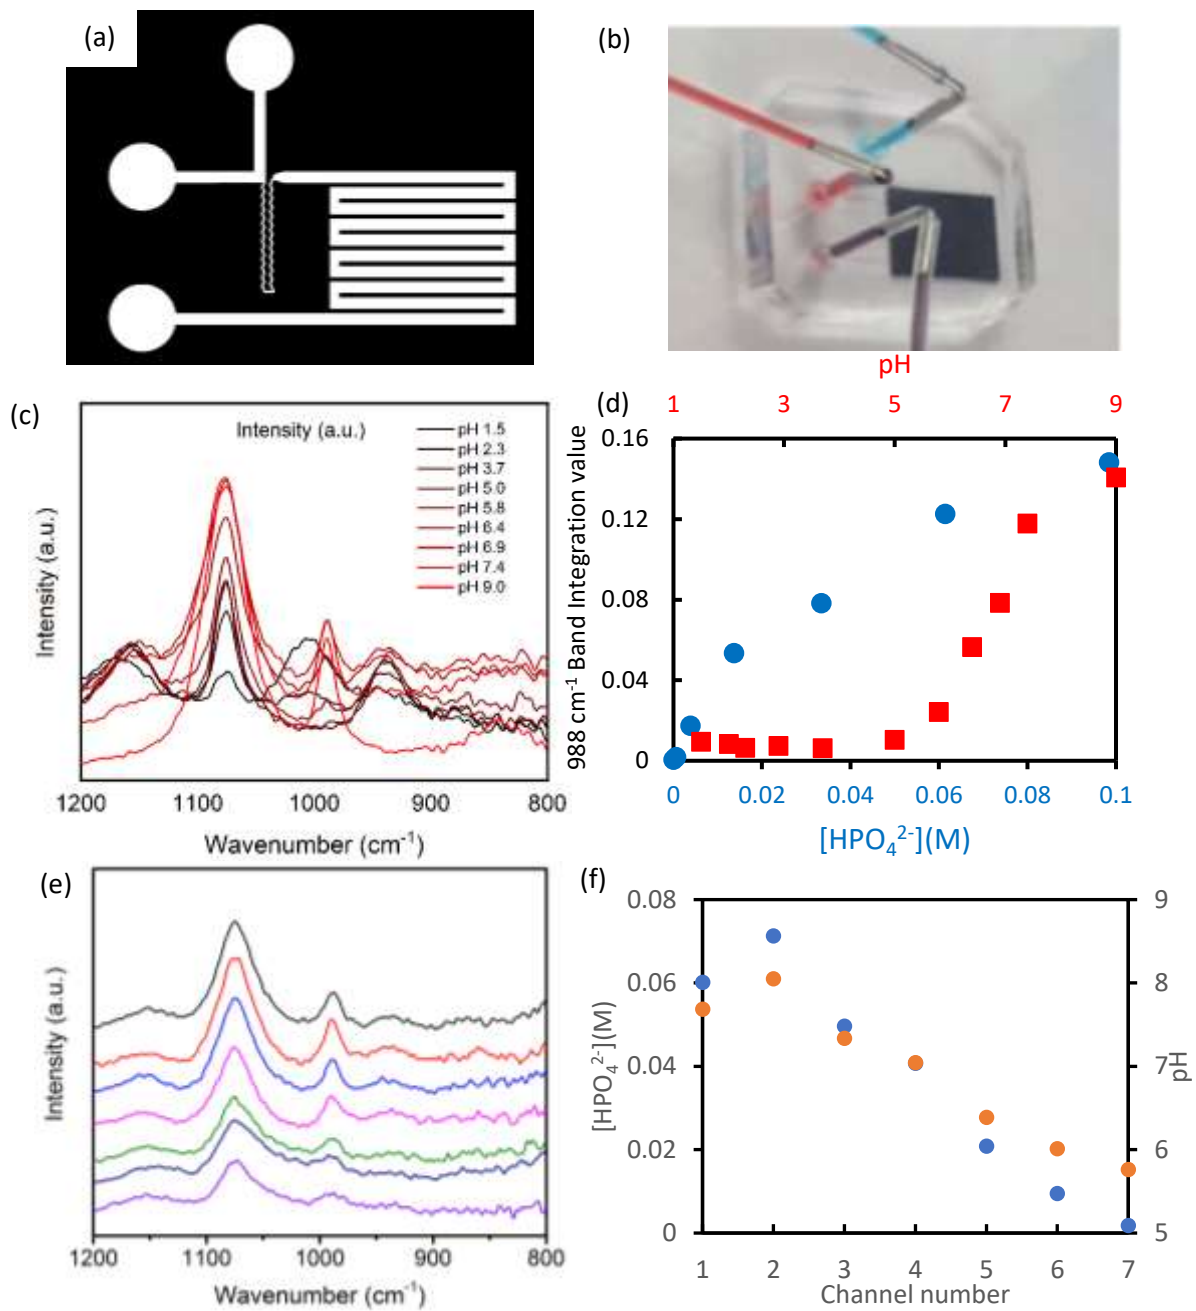 (a)
(b)
(c)
Intensity (a.u.)
pH 1.5
pH 2.3
pH 3.7
pH 5.0
pH 5.8
pH 6.4
pH 6.9
pH 7.4
pH 9.0
Intensity (a.u.)
1200 1100 1000 900 800
Wavenumber (cm⁻¹)
pH
1 3 5 7 9
(d)
988 cm⁻¹ Band Integration value
0.16
0.12
0.08
0.04
0
0 0.02 0.04 0.06 0.08 0.1
[HPO₄²⁻](M)
(e)
Intensity (a.u.)
1200 1100 1000 900 800
Wavenumber (cm⁻¹)
(f)
[HPO₄²⁻](M)
0.08
0.06
0.04
0.02
0
9
8
7
6
5
pH
1 2 3 4 5 6 7
Channel number